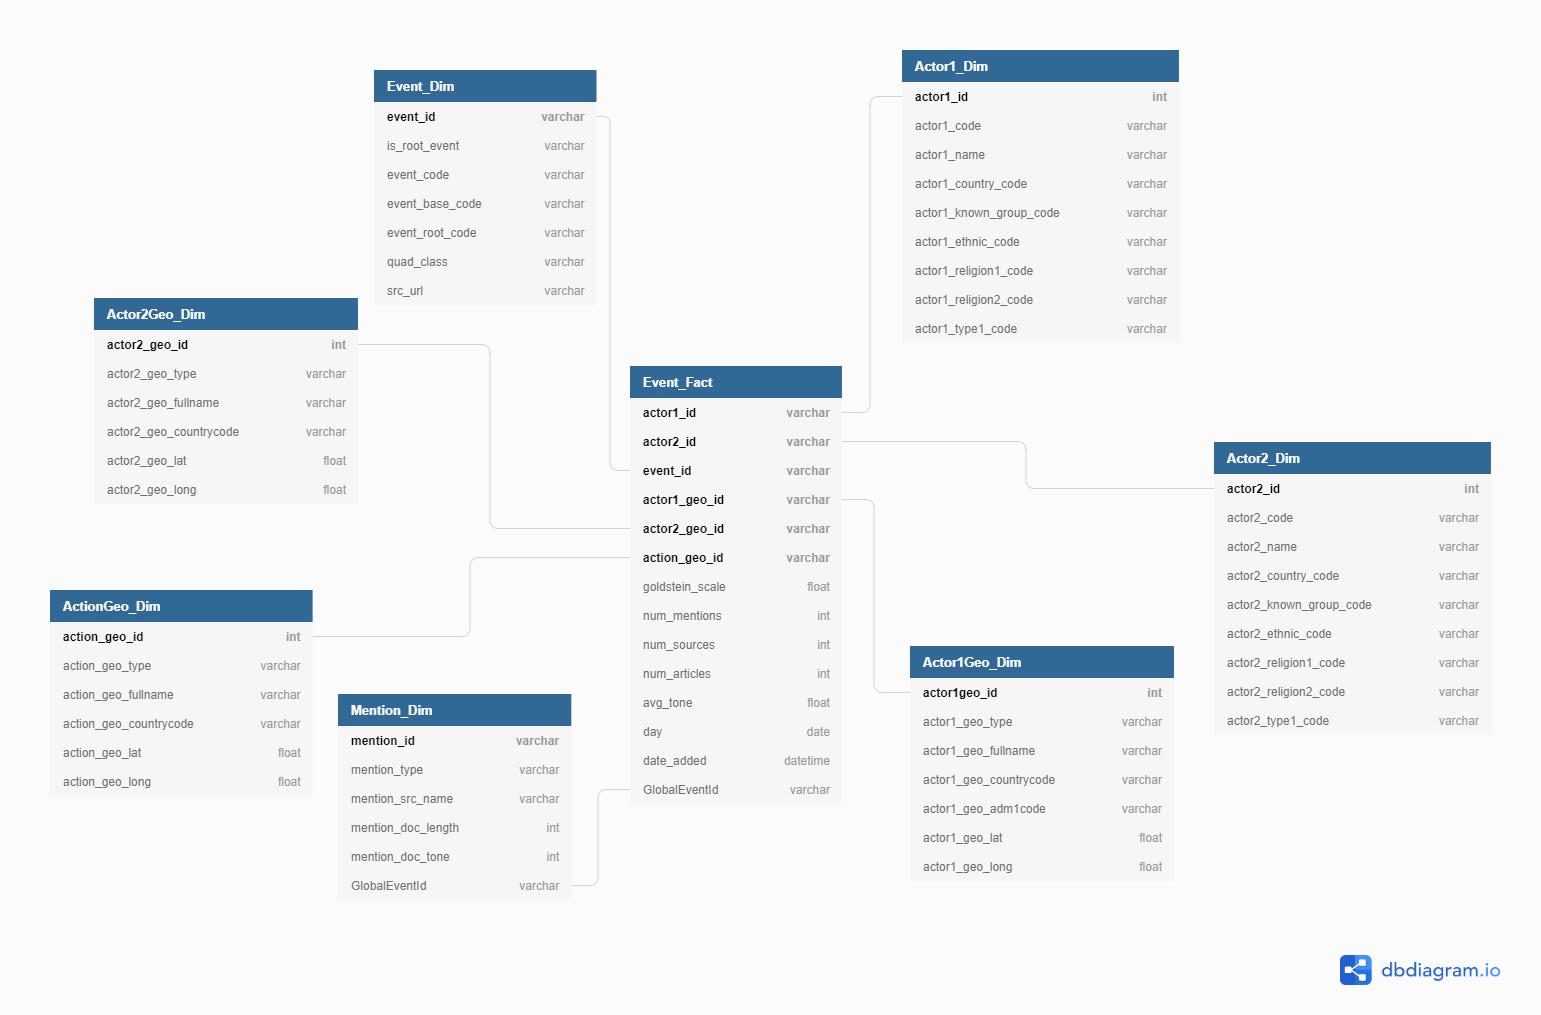 Event_Dim
event_id varchar
is_root_event varchar
event_code varchar
event_base_code varchar
event_root_code varchar
quad_class varchar
src_url varchar
Actor1_Dim
actor1_id int
actor1_code varchar
actor1_name varchar
actor1_country_code varchar
actor1_known_group_code varchar
actor1_ethnic_code varchar
actor1_religion1_code varchar
actor1_religion2_code varchar
actor1_type1_code varchar
Actor2Geo_Dim
actor2_geo_id int
actor2_geo_type varchar
actor2_geo_fullname varchar
actor2_geo_countrycode varchar
actor2_geo_lat float
actor2_geo_long float
Event_Fact
actor1_id varchar
actor2_id varchar
event_id varchar
actor1_geo_id varchar
actor2_geo_id varchar
action_geo_id varchar
goldstein_scale float
num_mentions int
num_sources int
num_articles int
avg_tone float
day date
date_added datetime
GlobalEventId varchar
Actor2_Dim
actor2_id int
actor2_code varchar
actor2_name varchar
actor2_country_code varchar
actor2_known_group_code varchar
actor2_ethnic_code varchar
actor2_religion1_code varchar
actor2_religion2_code varchar
actor2_type1_code varchar
ActionGeo_Dim
action_geo_id int
action_geo_type varchar
action_geo_fullname varchar
action_geo_countrycode varchar
action_geo_lat float
action_geo_long float
Mention_Dim
mention_id varchar
mention_type varchar
mention_src_name varchar
mention_doc_length int
mention_doc_tone int
GlobalEventId varchar
Actor1Geo_Dim
actor1geo_id int
actor1_geo_type varchar
actor1_geo_fullname varchar
actor1_geo_countrycode varchar
actor1_geo_adm1code varchar
actor1_geo_lat float
actor1_geo_long float
dbdiagram.io